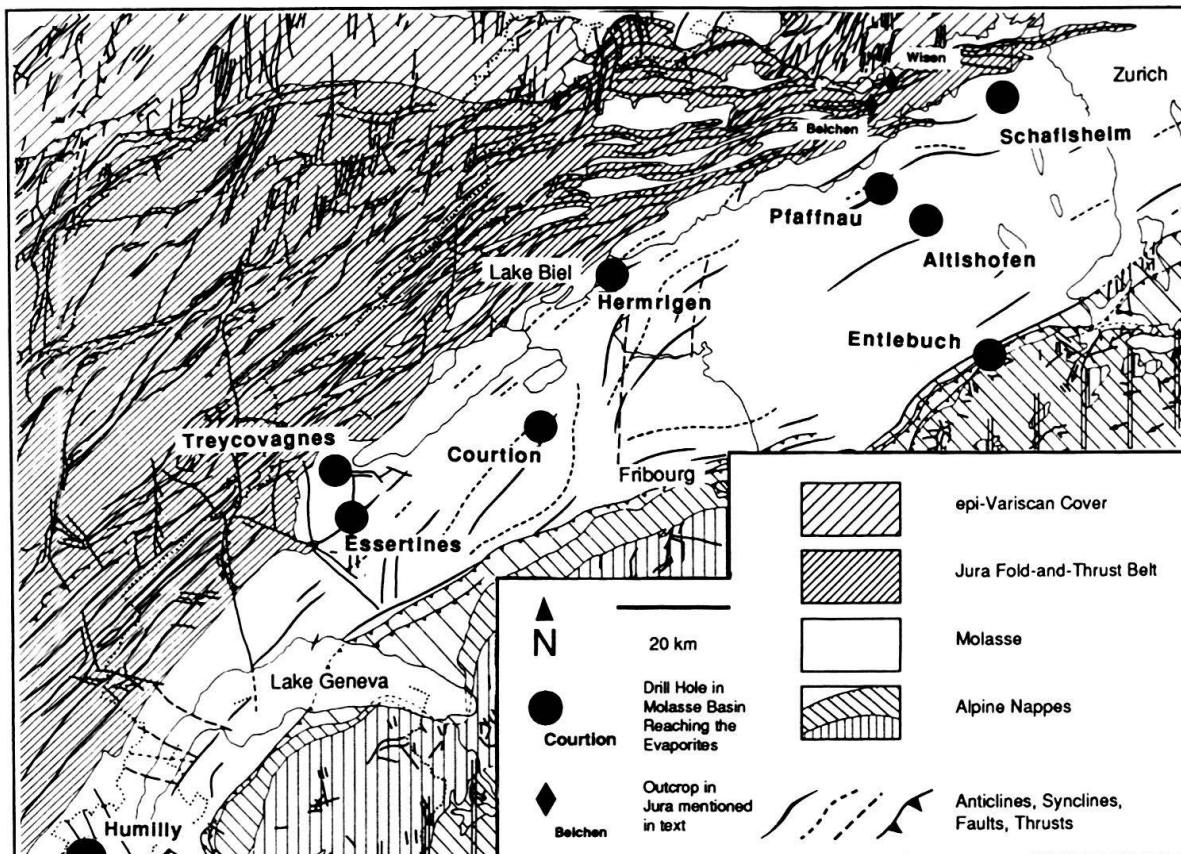 Wisen
Zurich
Schafisheim
Belchen
Pfaffnau
Altishofen
Lake Biel
Hermrigen
Entlebuch
Treycovagnes
Courtion
Fribourg
Essertines
Lake Geneva
Humilly
N
20 km
Drill Hole in
Molasse Basin
Reaching the
Evaporites
Courtion
Outcrop in
Jura mentioned
in text
Belchen
epi-Variscan Cover
Jura Fold-and-Thrust Belt
Molasse
Alpine Nappes
Anticlines, Synclines,
Faults, Thrusts